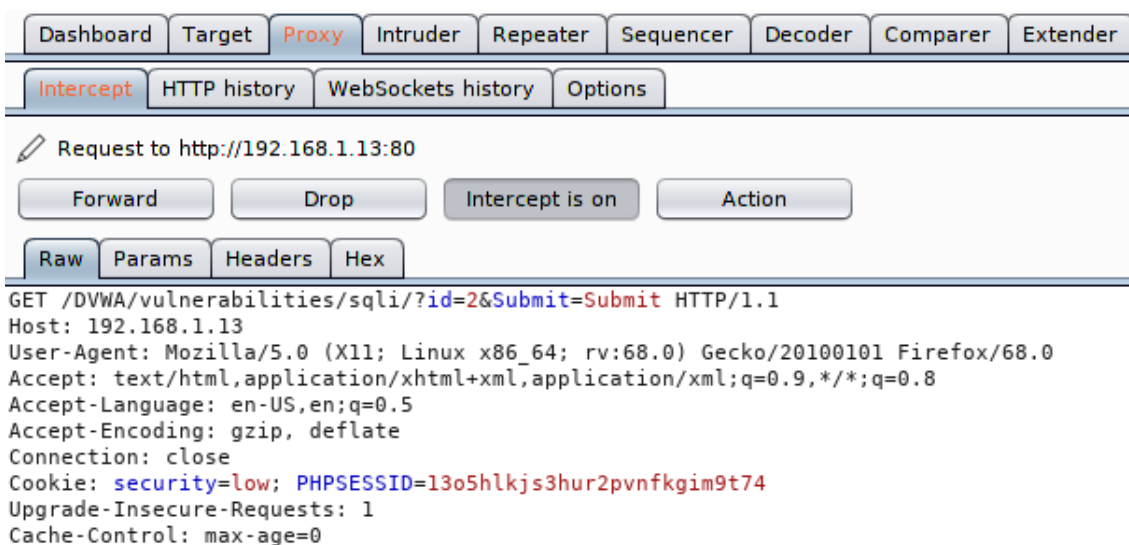 Dashboard Target Proxy Intruder Repeater Sequencer Decoder Comparer Extender
Intercept HTTP history WebSockets history Options
Request to http://192.168.1.13:80
Forward Drop Intercept is on Action
Raw Params Headers Hex
GET /DVWA/vulnerabilities/sqli/?id=2&Submit=Submit HTTP/1.1
Host: 192.168.1.13
User-Agent: Mozilla/5.0 (X11; Linux x86_64; rv:68.0) Gecko/20100101 Firefox/68.0
Accept: text/html,application/xhtml+xml,application/xml;q=0.9,*/*;q=0.8
Accept-Language: en-US,en;q=0.5
Accept-Encoding: gzip, deflate
Connection: close
Cookie: security=low; PHPSESSID=13o5hlkjs3hur2pvnfkgim9t74
Upgrade-Insecure-Requests: 1
Cache-Control: max-age=0